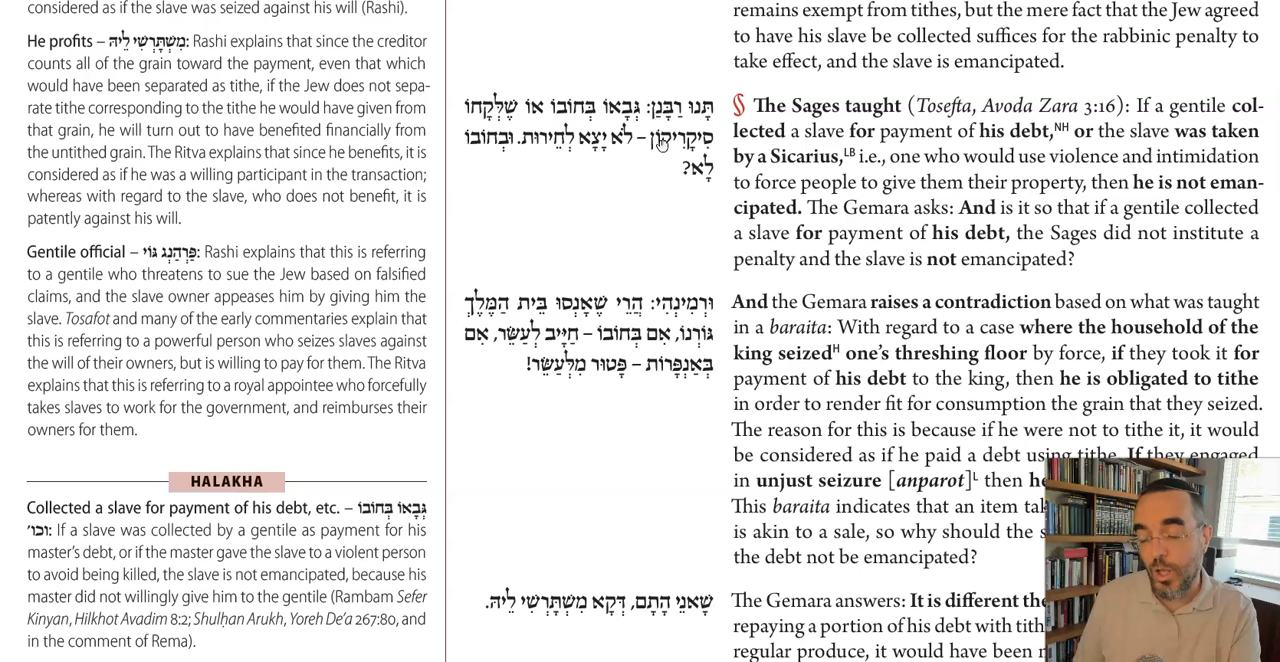 considered as if the slave was seized against his will (Rashi).
He profits – מִשְׁתָּרְשִׁי לֵיהּ: Rashi explains that since the creditor
counts all of the grain toward the payment, even that which
would have been separated as tithe, if the Jew does not sepa-
rate tithe corresponding to the tithe he would have given from
that grain, he will turn out to have benefited financially from
the untithed grain. The Ritva explains that since he benefits, it is
considered as if he was a willing participant in the transaction;
whereas with regard to the slave, who does not benefit, it is
patently against his will.
Gentile official – פַּרְהַנְג גּוֹי: Rashi explains that this is referring
to a gentile who threatens to sue the Jew based on falsified
claims, and the slave owner appeases him by giving him the
slave. Tosafot and many of the early commentaries explain that
this is referring to a powerful person who seizes slaves against
the will of their owners, but is willing to pay for them. The Ritva
explains that this is referring to a royal appointee who forcefully
takes slaves to work for the government, and reimburses their
owners for them.
HALAKHA
Collected a slave for payment of his debt, etc. – גְּבָאוֹ בְּחוֹבוֹ
וכו׳: If a slave was collected by a gentile as payment for his
master's debt, or if the master gave the slave to a violent person
to avoid being killed, the slave is not emancipated, because his
master did not willingly give him to the gentile (Rambam Sefer
Kinyan, Hilkhot Avadim 8:2; Shulḥan Arukh, Yoreh De'a 267:80, and
in the comment of Rema).
תָּנוּ רַבָּנַן: גְּבָאוֹ בְּחוֹבוֹ אוֹ שֶׁלְּקָחוֹ
סִיקְרִיקוֹן – לֹא יָצָא לְחֵירוּת. וּבְחוֹבוֹ
לָא?
וּרְמִינְהִי: הֲרֵי שֶׁאָנְסוּ בֵּית הַמֶּלֶךְ
גּוֹרְנוֹ, אִם בְּחוֹבוֹ – חַיָּיב לְעַשֵּׂר, אִם
בְּאַנְפָּרוֹת – פָּטוּר מִלְּעַשֵּׂר!
שָׁאנֵי הָתָם, דְּקָא מִשְׁתָּרְשִׁי לֵיהּ.
remains exempt from tithes, but the mere fact that the Jew agreed
to have his slave be collected suffices for the rabbinic penalty to
take effect, and the slave is emancipated.
§ The Sages taught (Tosefta, Avoda Zara 3:16): If a gentile col-
lected a slave for payment of his debt,NH or the slave was taken
by a Sicarius,LB i.e., one who would use violence and intimidation
to force people to give them their property, then he is not eman-
cipated. The Gemara asks: And is it so that if a gentile collected
a slave for payment of his debt, the Sages did not institute a
penalty and the slave is not emancipated?
And the Gemara raises a contradiction based on what was taught
in a baraita: With regard to a case where the household of the
king seizedH one's threshing floor by force, if they took it for
payment of his debt to the king, then he is obligated to tithe
in order to render fit for consumption the grain that they seized.
The reason for this is because if he were not to tithe it, it would
be considered as if he paid a debt using tithe. If they engaged
in unjust seizure [anparot]L then he
This baraita indicates that an item
is akin to a sale, so why should the
the debt not be emancipated?
The Gemara answers: It is different
repaying a portion of his debt with
regular produce, it would have been